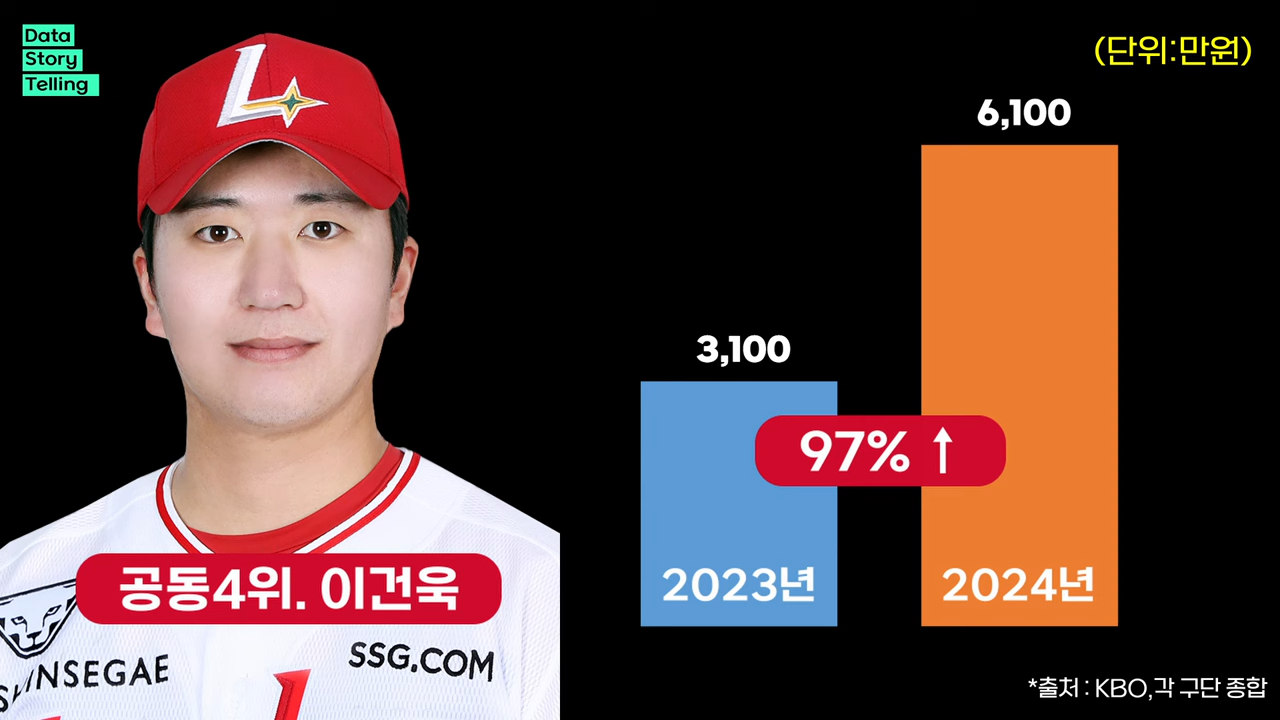 Data
Story
Telling
(단위:만원)
6,100
3,100
97% ↑
2023년
2024년
공동4위. 이건욱
SSG.COM
*출처 : KBO,각 구단 종합